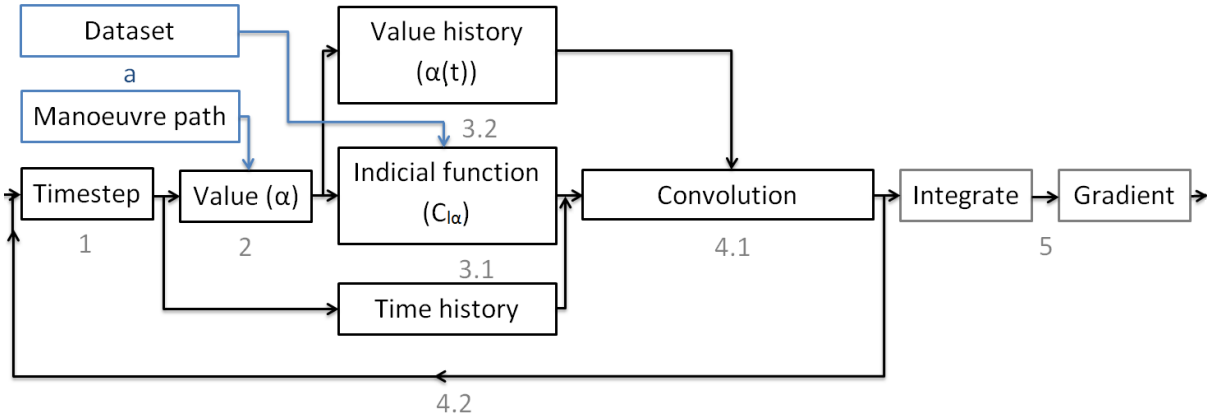 Dataset
a
Manoeuvre path
Value history
(α(t))
3.2
Timestep
1
Value (α)
2
Indicial function
(Clα)
3.1
Time history
Convolution
4.1
Integrate
Gradient
5
4.2